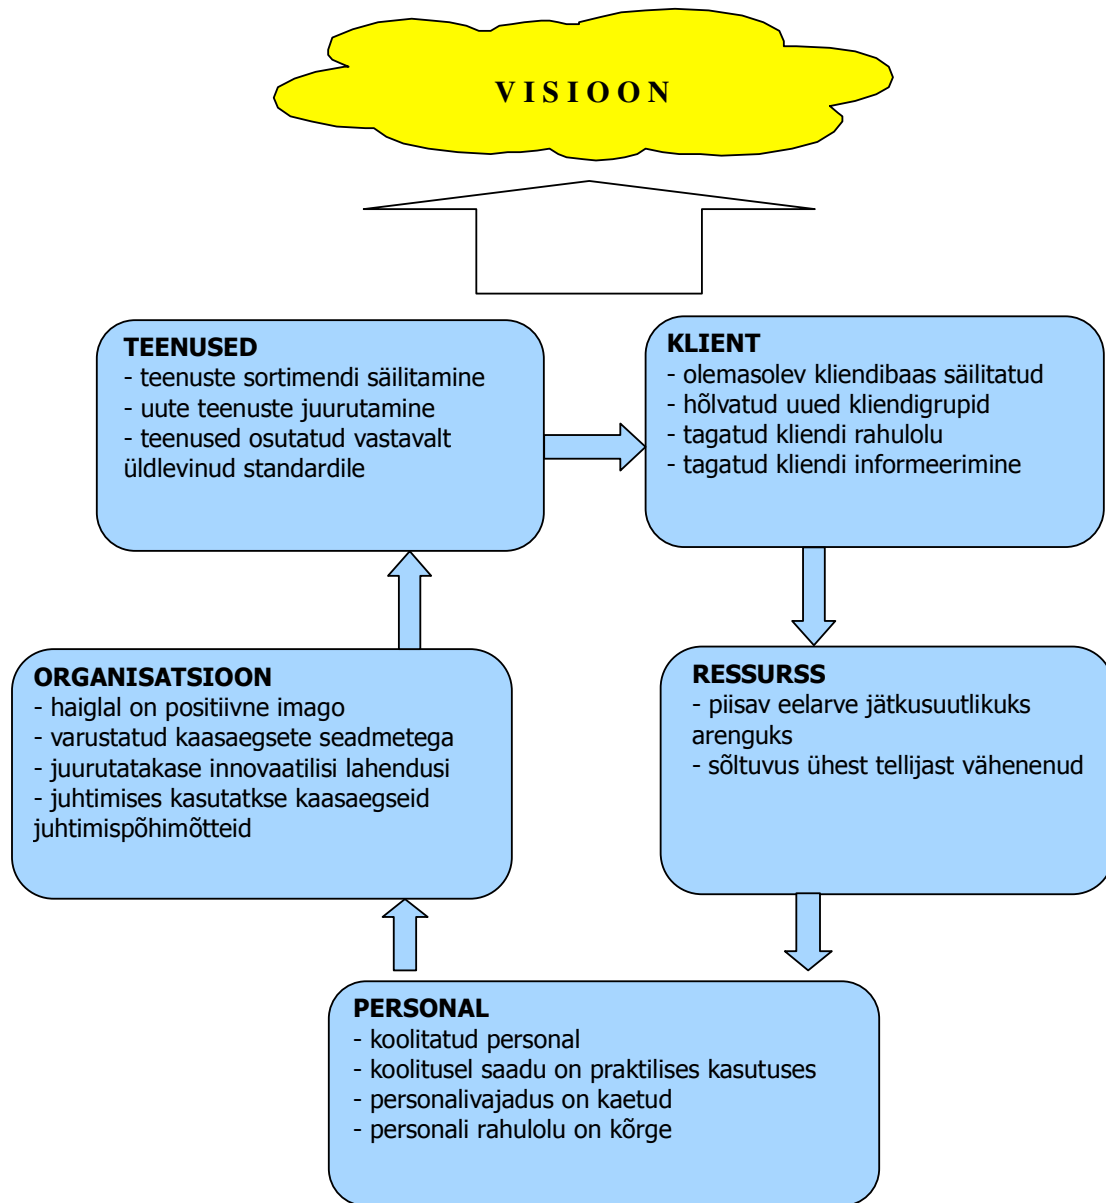 V I S I O O N
TEENUSED
- teenuste sortimendi säilitamine
- uute teenuste juurutamine
- teenused osutatud vastavalt
üldlevinud standardile
KLIENT
- olemasolev kliendibaas säilitatud
- hõlvatud uued kliendigrupid
- tagatud kliendi rahulolu
- tagatud kliendi informeerimine
ORGANISATSIOON
- haiglal on positiivne imago
- varustatud kaasaegsete seadmetega
- juurutatakase innovaatilisi lahendusi
- juhtimises kasutatkse kaasaegseid
juhtimispõhimõtteid
RESSURSS
- piisav eelarve jätkusuutlikuks
arenguks
- sõltuvus ühest tellijast vähenenud
PERSONAL
- koolitatud personal
- koolitusel saadu on praktilises kasutuses
- personalivajadus on kaetud
- personali rahulolu on kõrge